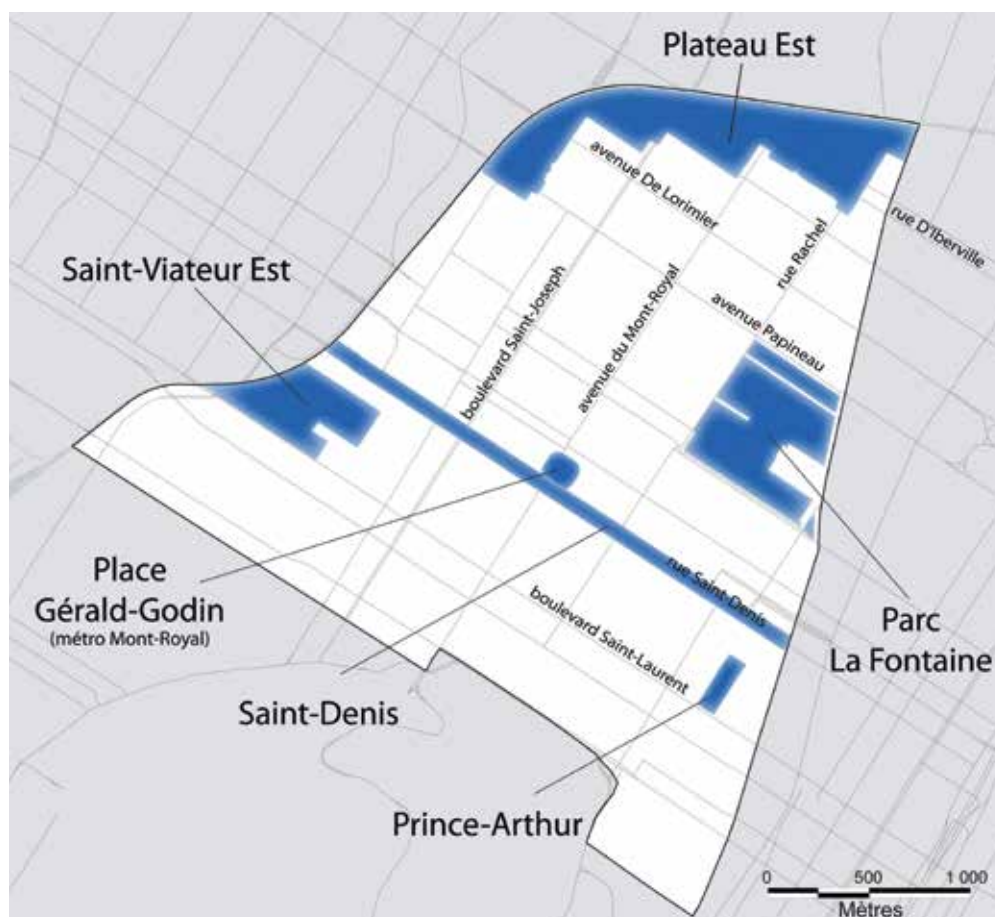 Plateau Est
avenue De Lorimier
rue D'Iberville
rue Rachel
Saint-Viateur Est
boulevard Saint-Joseph
avenue du Mont-Royal
avenue Papineau
Place
Gérald-Godin
(métro Mont-Royal)
rue Saint-Denis
boulevard Saint-Laurent
Parc
La Fontaine
Saint-Denis
Prince-Arthur
0 500 1 000
Mètres